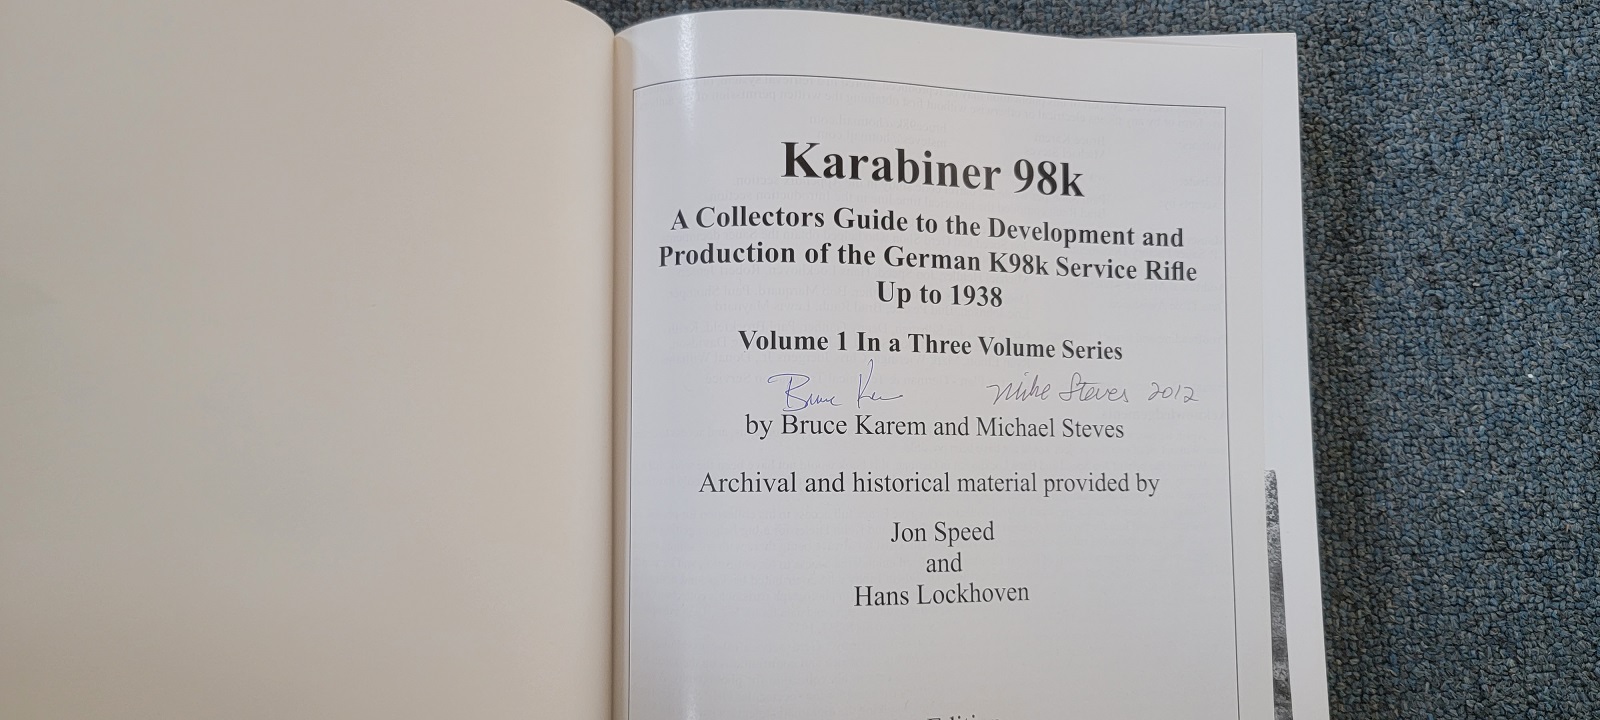 Karabiner 98k
A Collectors Guide to the Development and
Production of the German K98k Service Rifle
Up to 1938
Volume 1 In a Three Volume Series
Bruce Mike Steves 2012
by Bruce Karem and Michael Steves
Archival and historical material provided by
Jon Speed
and
Hans Lockhoven